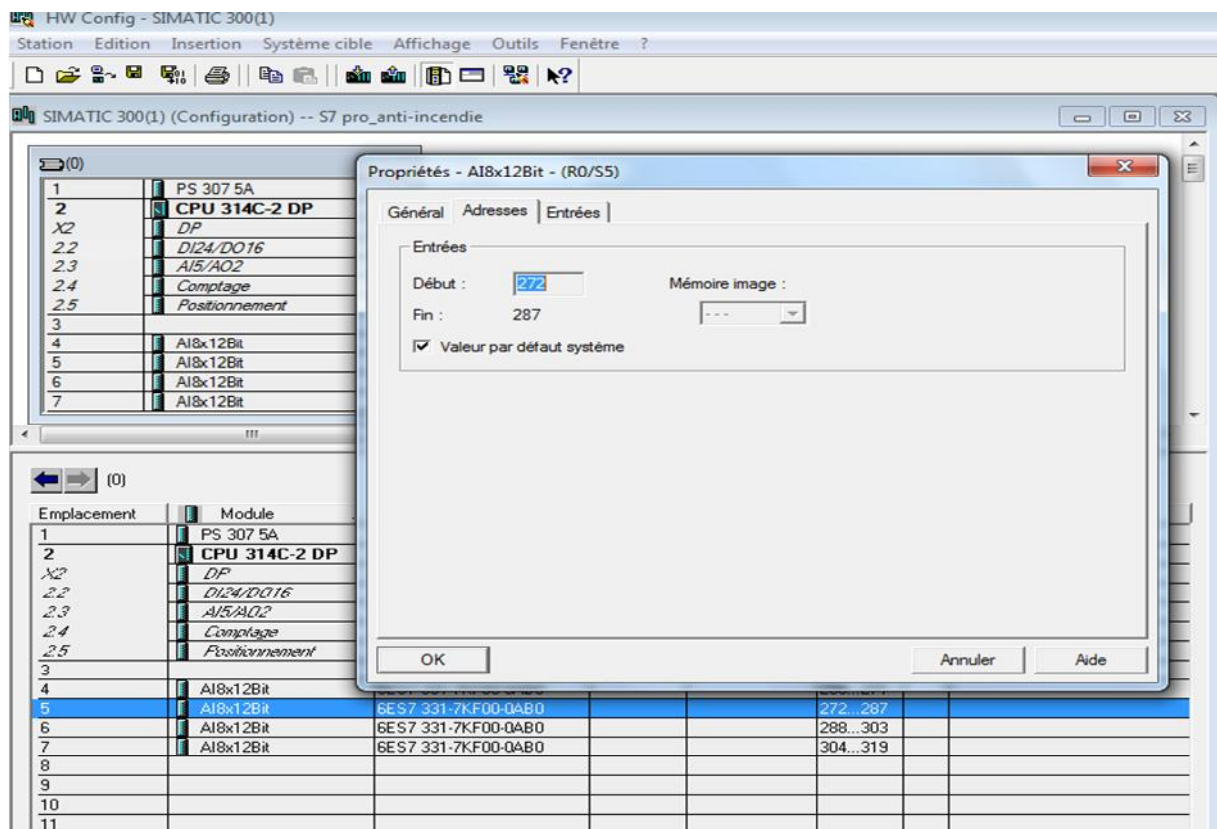 HW Config - SIMATIC 300(1)
Station Edition Insertion Système cible Affichage Outils Fenêtre ?
SIMATIC 300(1) (Configuration) -- S7 pro_anti-incendie
(0)
1 PS 307 5A
2 CPU 314C-2 DP
X2 DP
2.2 DI24/DO16
2.3 AI5/AO2
2.4 Comptage
2.5 Positionnement
3
4 AI8x12Bit
5 AI8x12Bit
6 AI8x12Bit
7 AI8x12Bit
Propriétés - AI8x12Bit - (R0/S5)
Général Adresses Entrées
Entrées
Début : 272 Mémoire image :
Fin : 287 ---
Valeur par défaut système
OK Annuler Aide
(0)
Emplacement Module
1 PS 307 5A
2 CPU 314C-2 DP
X2 DP
2.2 DI24/DO16
2.3 AI5/AO2
2.4 Comptage
2.5 Positionnement
3
4 AI8x12Bit
5 AI8x12Bit 6ES7 331-7KF00-0AB0 272...287
6 AI8x12Bit 6ES7 331-7KF00-0AB0 288...303
7 AI8x12Bit 6ES7 331-7KF00-0AB0 304...319
8
9
10
11